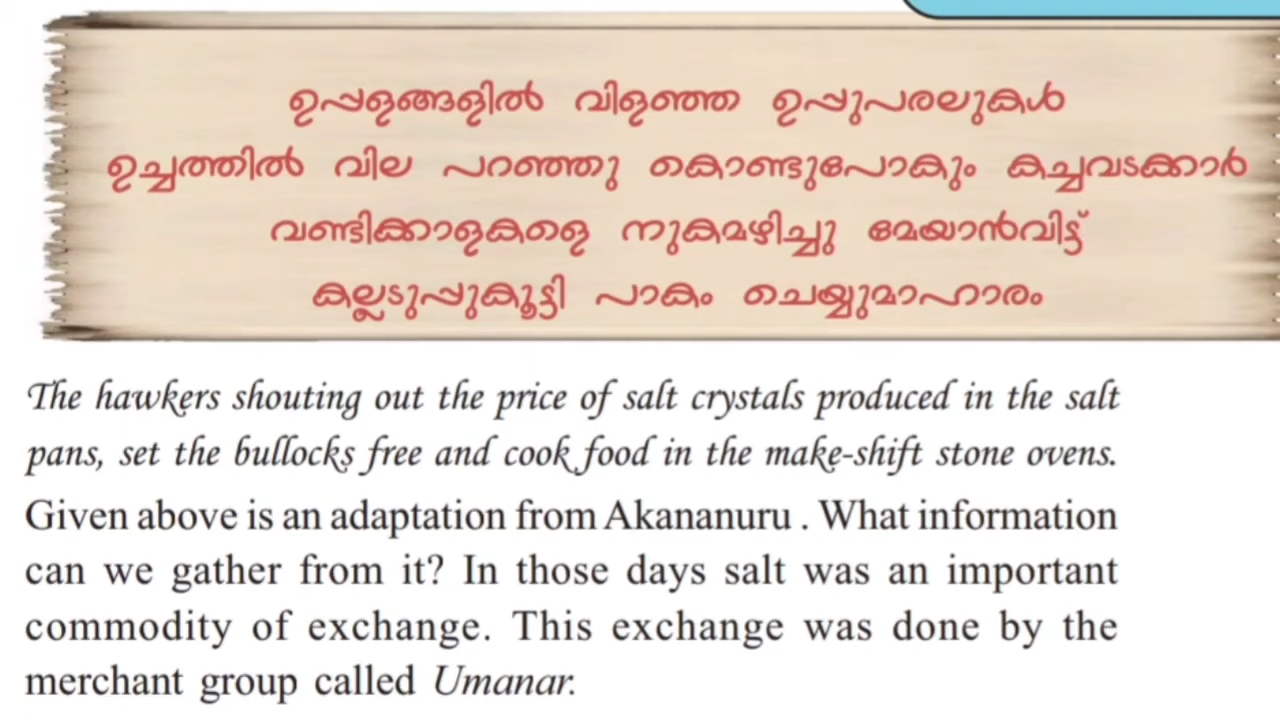 ഉപ്പളങ്ങളിൽ വിളഞ്ഞ ഉപ്പുപരലുകൾ
ഉച്ചത്തിൽ വില പറഞ്ഞു കൊണ്ടുപോകും കച്ചവടക്കാർ
വണ്ടിക്കാളകളെ നുകമഴിച്ചു മേയാൻവിട്ട്
കല്ലടുപ്പുകൂട്ടി പാകം ചെയ്യുമാഹാരം
The hawkers shouting out the price of salt crystals produced in the salt
pans, set the bullocks free and cook food in the make-shift stone ovens.
Given above is an adaptation from Akananuru . What information
can we gather from it? In those days salt was an important
commodity of exchange. This exchange was done by the
merchant group called Umanar.